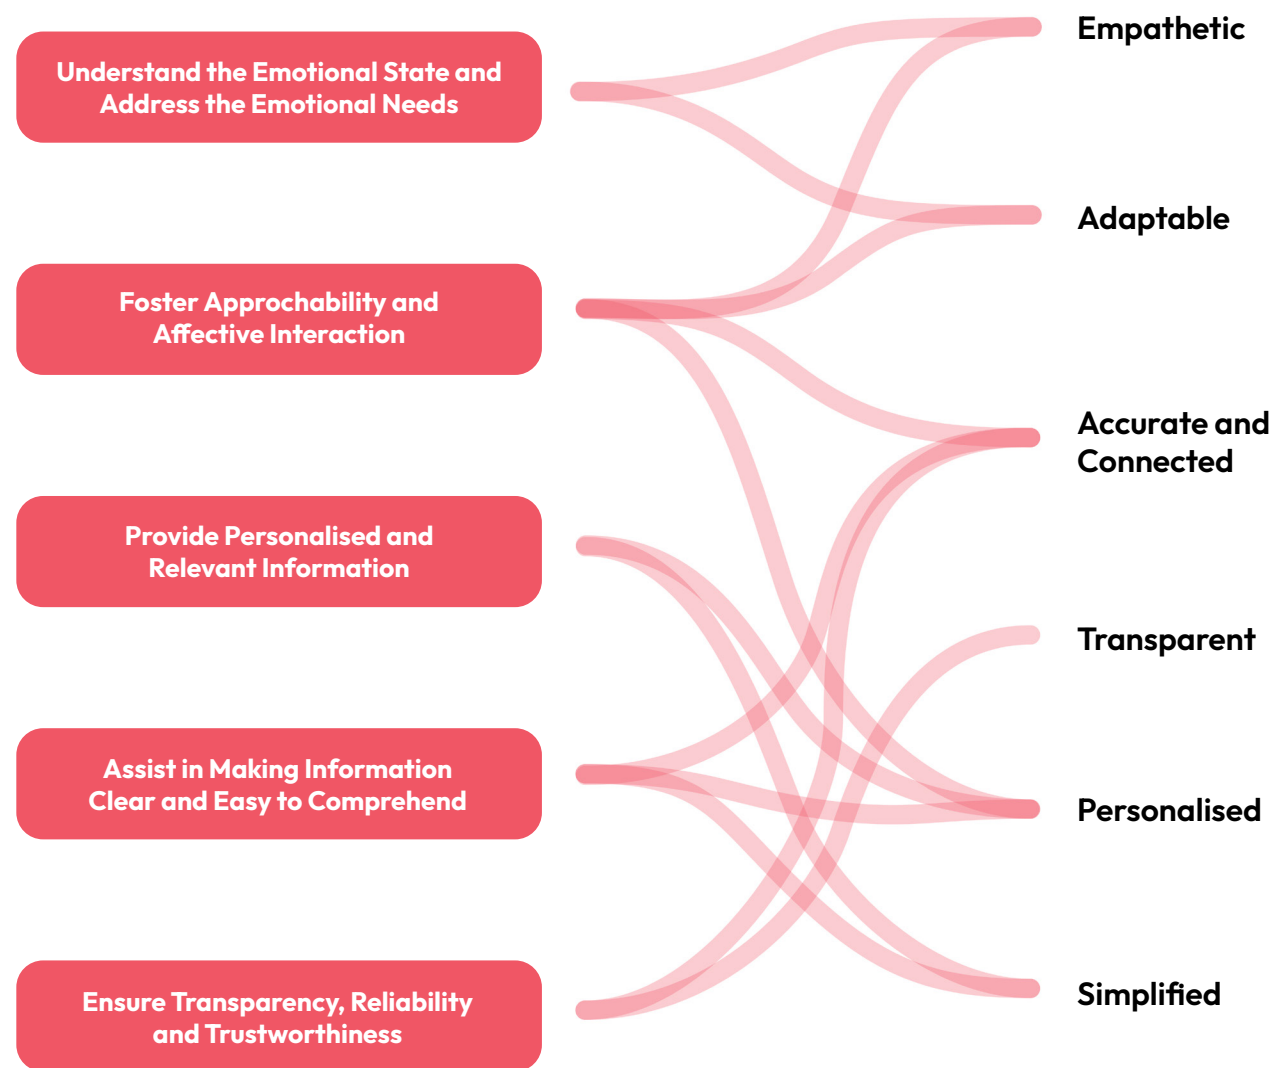 Understand the Emotional State and
Address the Emotional Needs
Foster Approchability and
Affective Interaction
Provide Personalised and
Relevant Information
Assist in Making Information
Clear and Easy to Comprehend
Ensure Transparency, Reliability
and Trustworthiness
Empathetic
Adaptable
Accurate and
Connected
Transparent
Personalised
Simplified